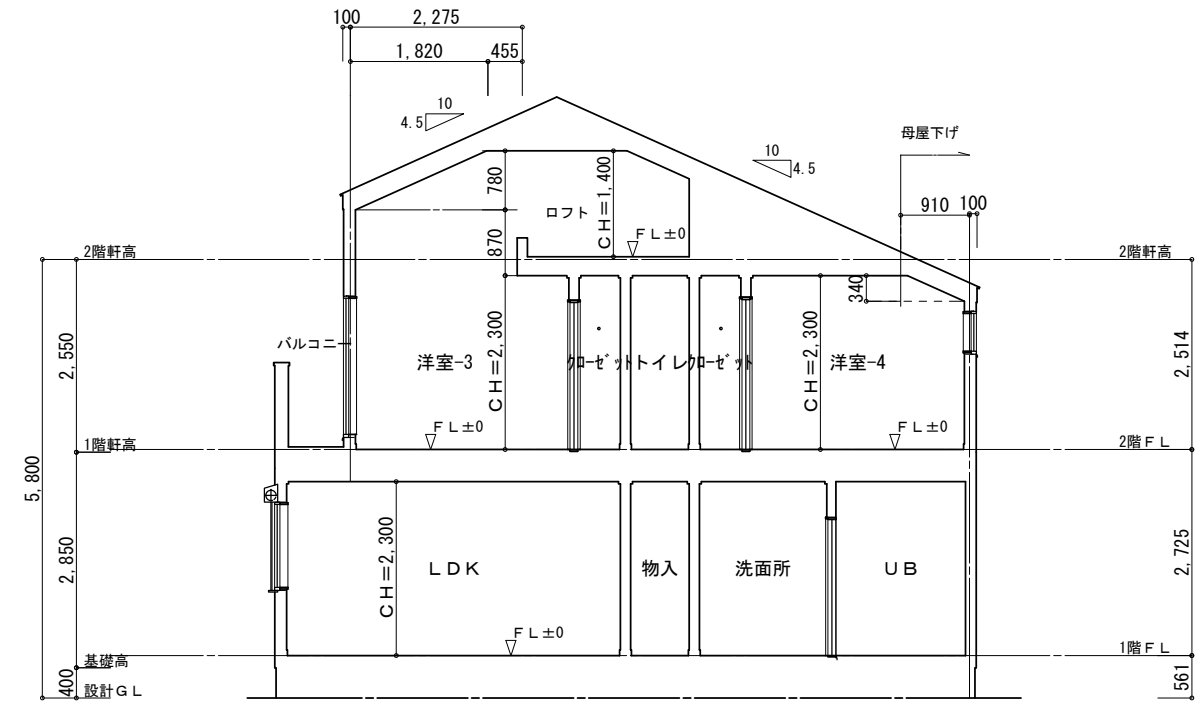 100
2,275
1,820
455
10
4.5
母屋下げ
10
4.5
910
100
780
CH=1,400
ロフト
FL±0
870
2階軒高
2階軒高
340
バルコニー
洋室-3
CH=2,300
クローゼット
トイレ
クローゼット
CH=2,300
洋室-4
2,550
2,514
FL±0
FL±0
1階軒高
2階FL
5,800
2,850
CH=2,300
LDK
物入
洗面所
UB
2,725
FL±0
1階FL
基礎高
400
設計GL
561